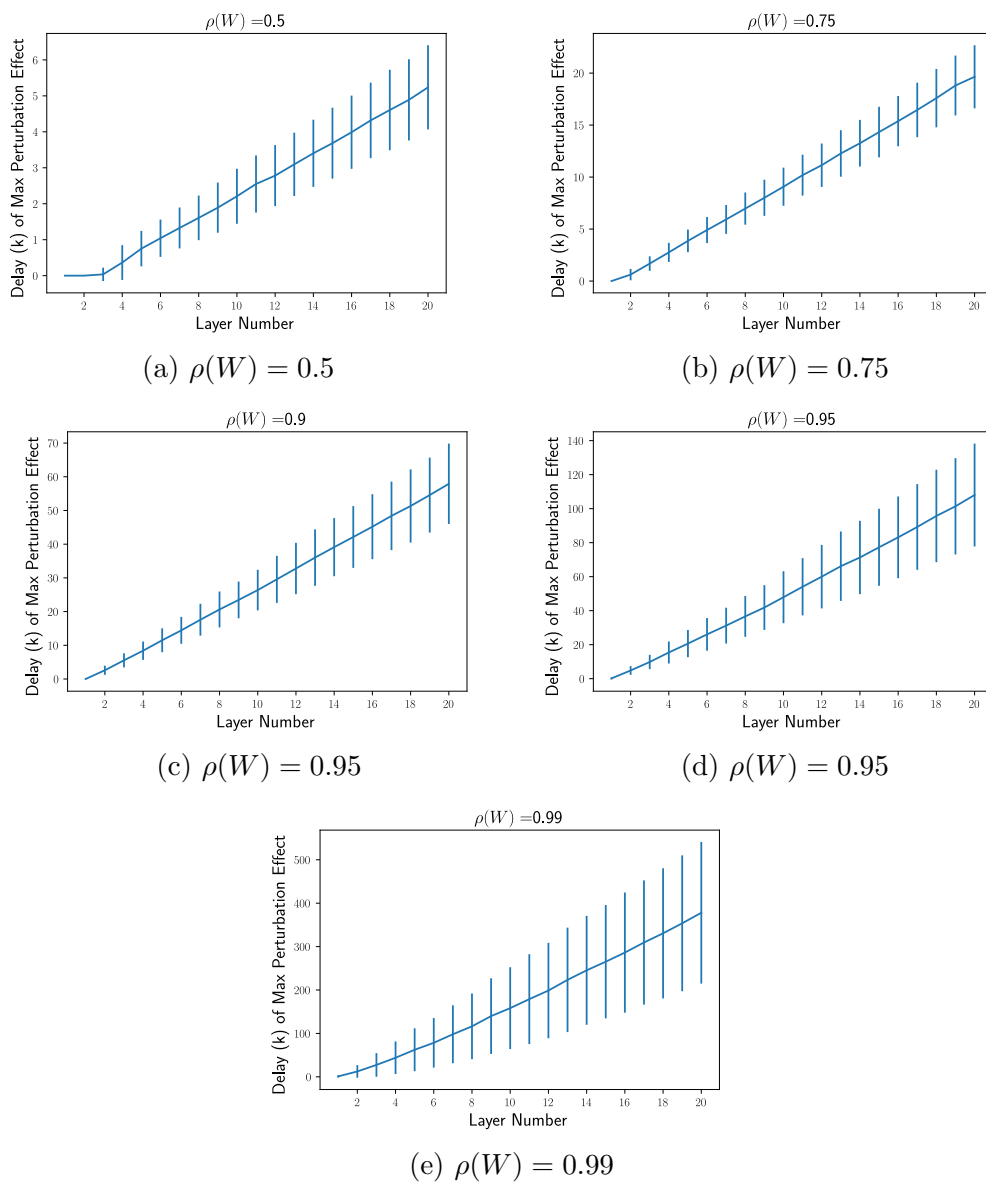 ρ(W) =0.5
Delay (k) of Max Perturbation Effect
6
5
4
3
2
1
0
2 4 6 8 10 12 14 16 18 20
Layer Number
(a) ρ(W) = 0.5
ρ(W) =0.75
Delay (k) of Max Perturbation Effect
20
15
10
5
0
2 4 6 8 10 12 14 16 18 20
Layer Number
(b) ρ(W) = 0.75
ρ(W) =0.9
Delay (k) of Max Perturbation Effect
70
60
50
40
30
20
10
0
2 4 6 8 10 12 14 16 18 20
Layer Number
(c) ρ(W) = 0.95
ρ(W) =0.95
Delay (k) of Max Perturbation Effect
140
120
100
80
60
40
20
0
2 4 6 8 10 12 14 16 18 20
Layer Number
(d) ρ(W) = 0.95
ρ(W) =0.99
Delay (k) of Max Perturbation Effect
500
400
300
200
100
0
2 4 6 8 10 12 14 16 18 20
Layer Number
(e) ρ(W) = 0.99